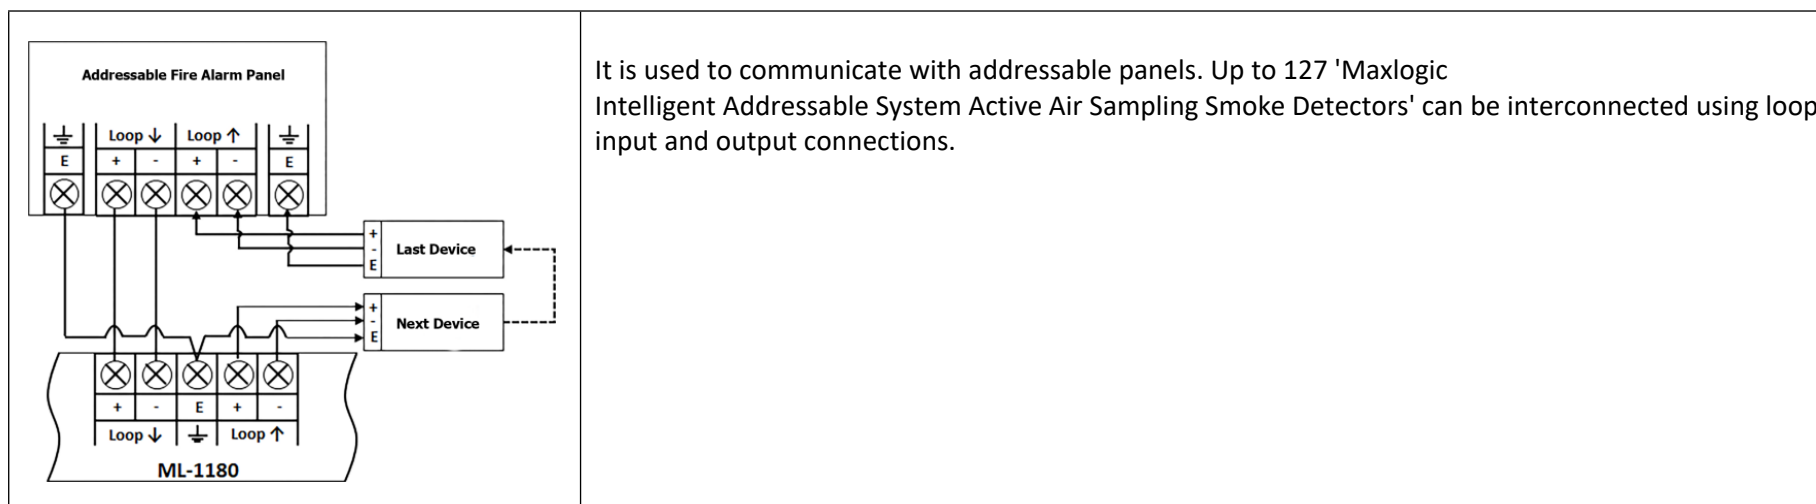 Addressable Fire Alarm Panel
Loop ↓ Loop ↑
E + - + - E
+
- Last Device
E
+
- Next Device
E
+ - E + -
Loop ↓ Loop ↑
ML-1180
It is used to communicate with addressable panels. Up to 127 'Maxlogic
Intelligent Addressable System Active Air Sampling Smoke Detectors' can be interconnected using loop
input and output connections.